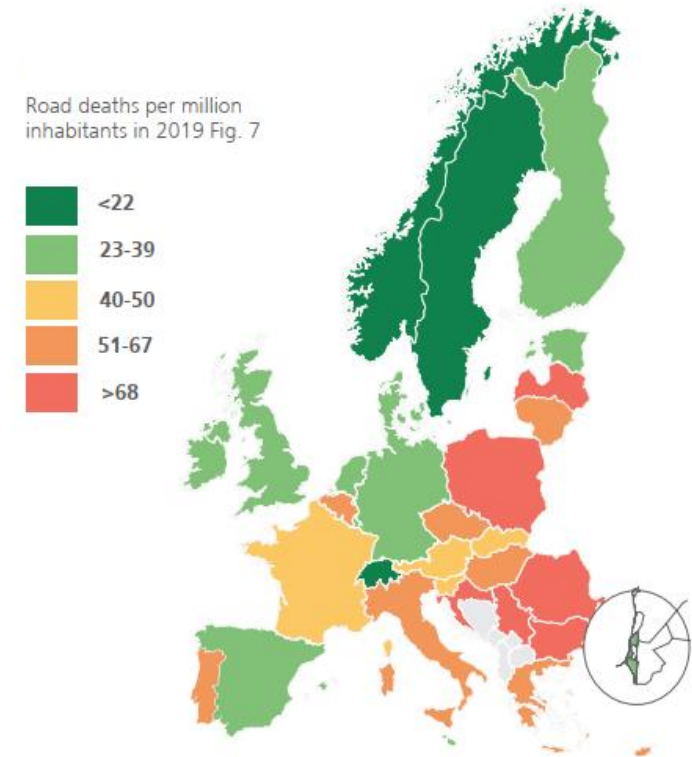 Road deaths per million
inhabitants in 2019 Fig. 7
<22
23-39
40-50
51-67
>68